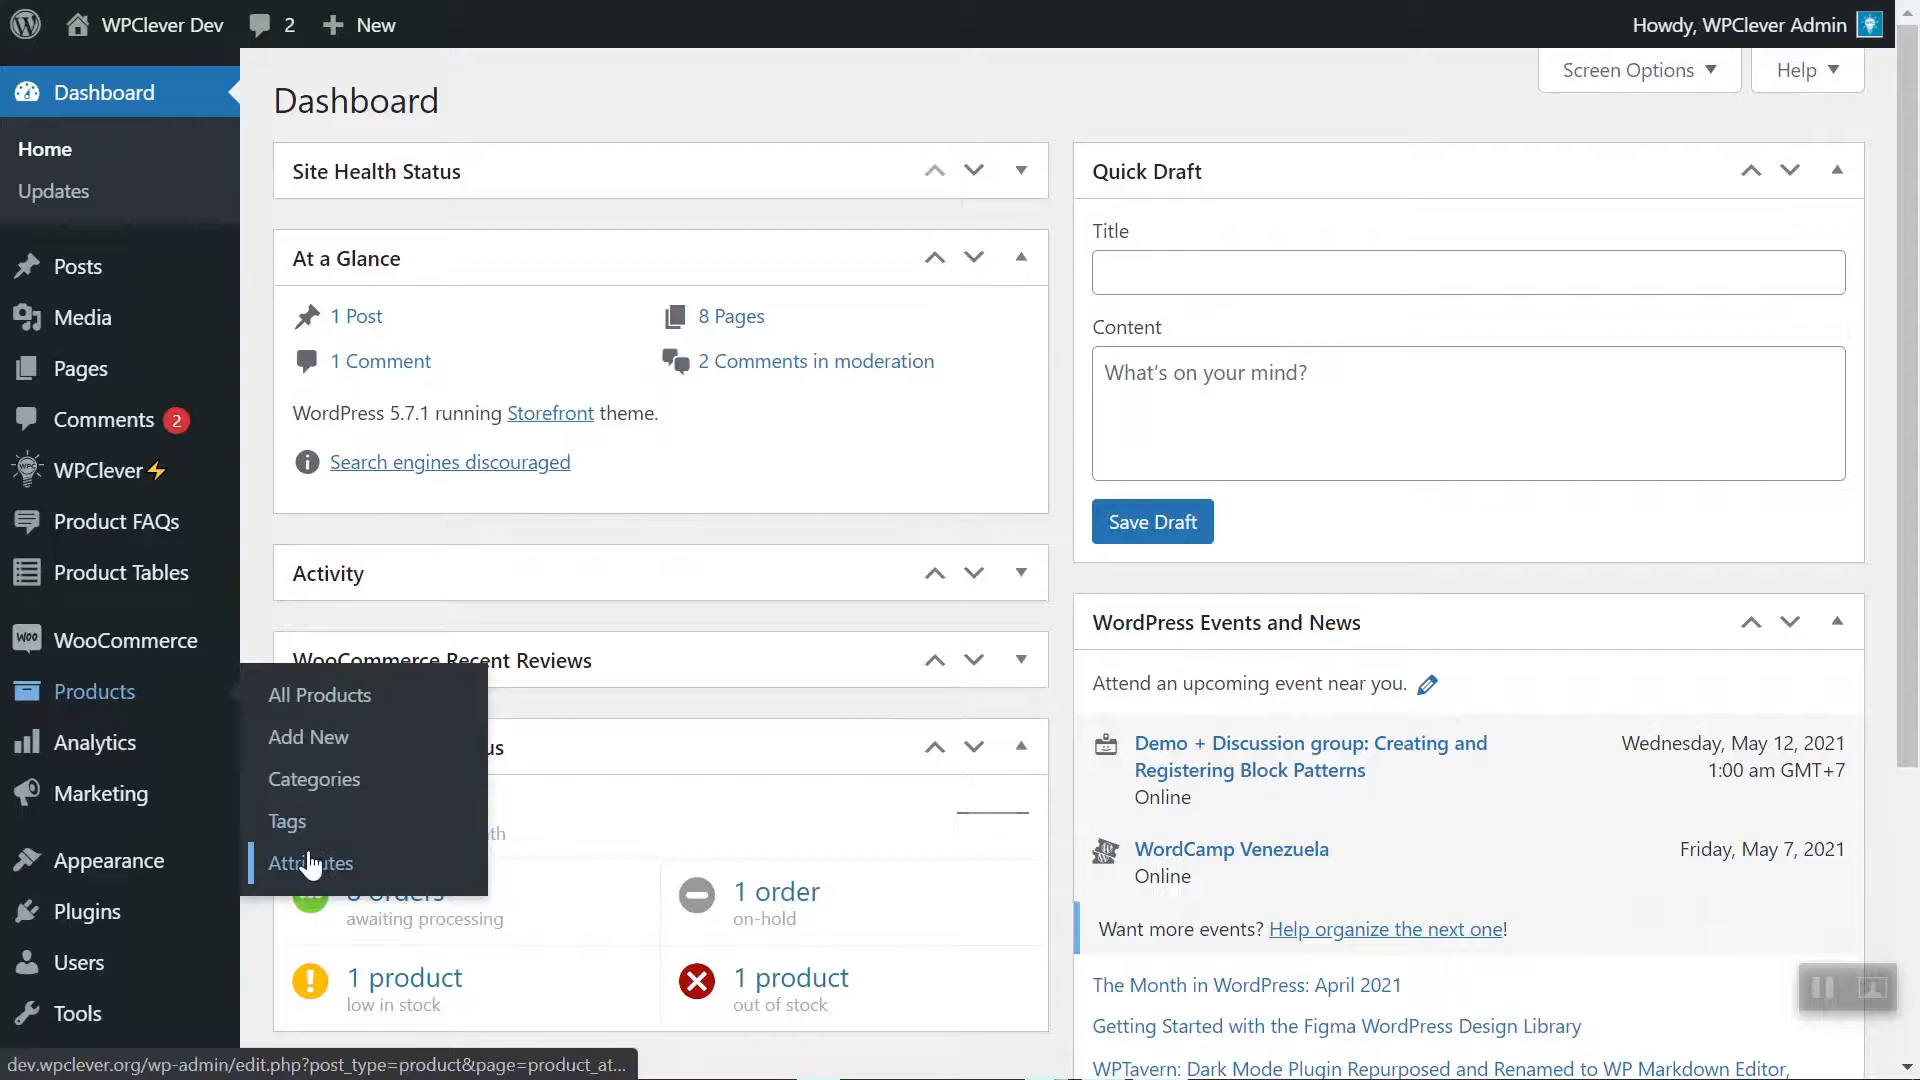 WPClever Dev
2
New
Howdy, WPClever Admin
Screen Options
Help
Dashboard
Home
Updates
Posts
Media
Pages
Comments 2
WPClever
Product FAQs
Product Tables
WooCommerce
Products
Analytics
Marketing
Appearance
Plugins
Users
Tools
All Products
Add New
Categories
Tags
Attributes
Dashboard
Site Health Status
At a Glance
1 Post
8 Pages
1 Comment
2 Comments in moderation
WordPress 5.7.1 running Storefront theme.
Search engines discouraged
Activity
WooCommerce Recent Reviews
1 order
awaiting processing
on-hold
1 product
low in stock
1 product
out of stock
Quick Draft
Title
Content
What's on your mind?
Save Draft
WordPress Events and News
Attend an upcoming event near you.
Demo + Discussion group: Creating and
Registering Block Patterns
Online
Wednesday, May 12, 2021
1:00 am GMT+7
WordCamp Venezuela
Online
Friday, May 7, 2021
Want more events? Help organize the next one!
The Month in WordPress: April 2021
Getting Started with the Figma WordPress Design Library
WPTavern: Dark Mode Plugin Repurposed and Renamed to WP Markdown Editor,
dev.wpclever.org/wp-admin/edit.php?post_type=product&page=product_at...